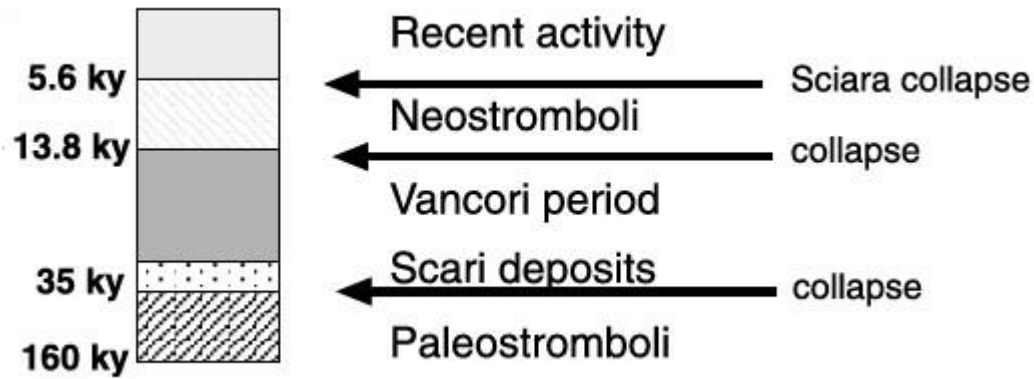 Recent activity
5.6 ky
Sciara collapse
Neostromboli
13.8 ky
collapse
Vancori period
Scari deposits
35 ky
collapse
Paleostromboli
160 ky